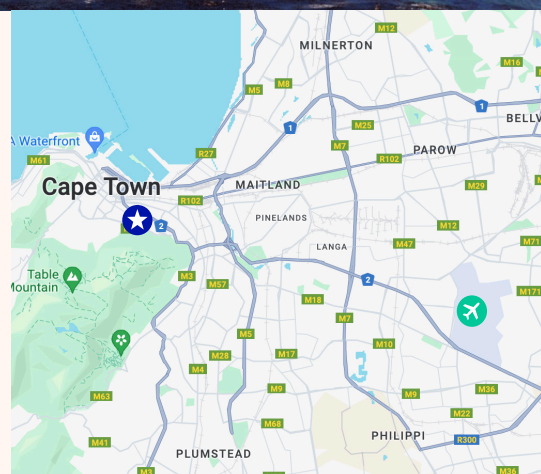 M12
MILNERTON
M16
M5
M8
1
1
BELLV
M25
A Waterfront
R27
M7
PAROW
M61
R102
Cape Town
MAITLAND
M29
R102
PINELANDS
M12
2
LANGA
M47
M71
Table
Mountain
M3
M57
2
M171
M18
M7
M5
M10
M28
M17
M4
M63
M9
M9
M36
M22
M68
PHILIPPI
R300
M41
PLUMSTEAD
M3
M36